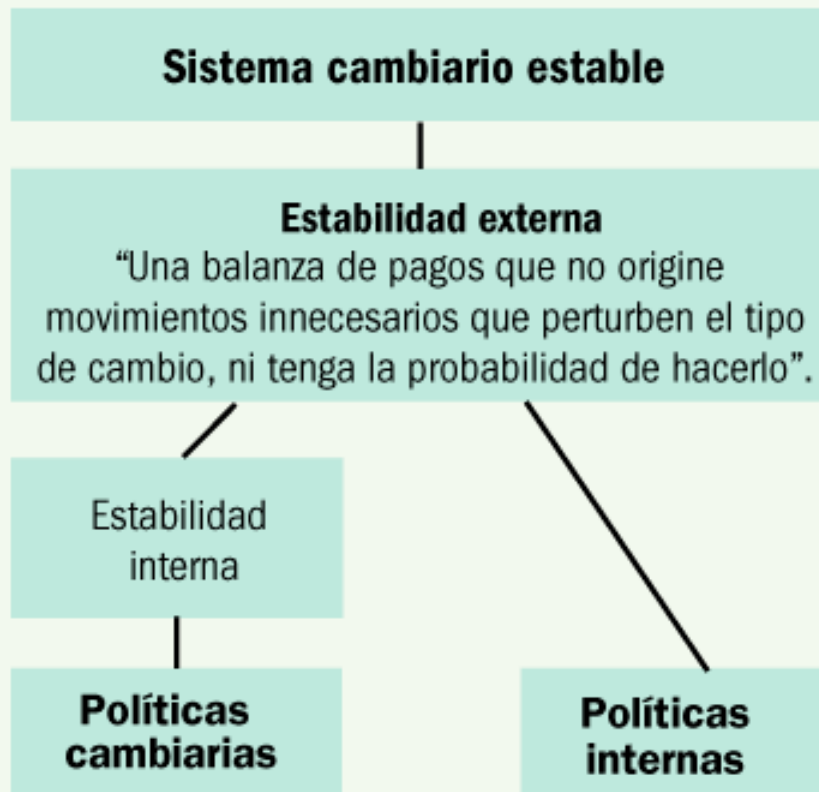 Sistema cambiario estable
Estabilidad externa
“Una balanza de pagos que no origine
movimientos innecesarios que perturben el tipo
de cambio, ni tenga la probabilidad de hacerlo”.
Estabilidad
interna
Políticas
cambiarias
Políticas
internas